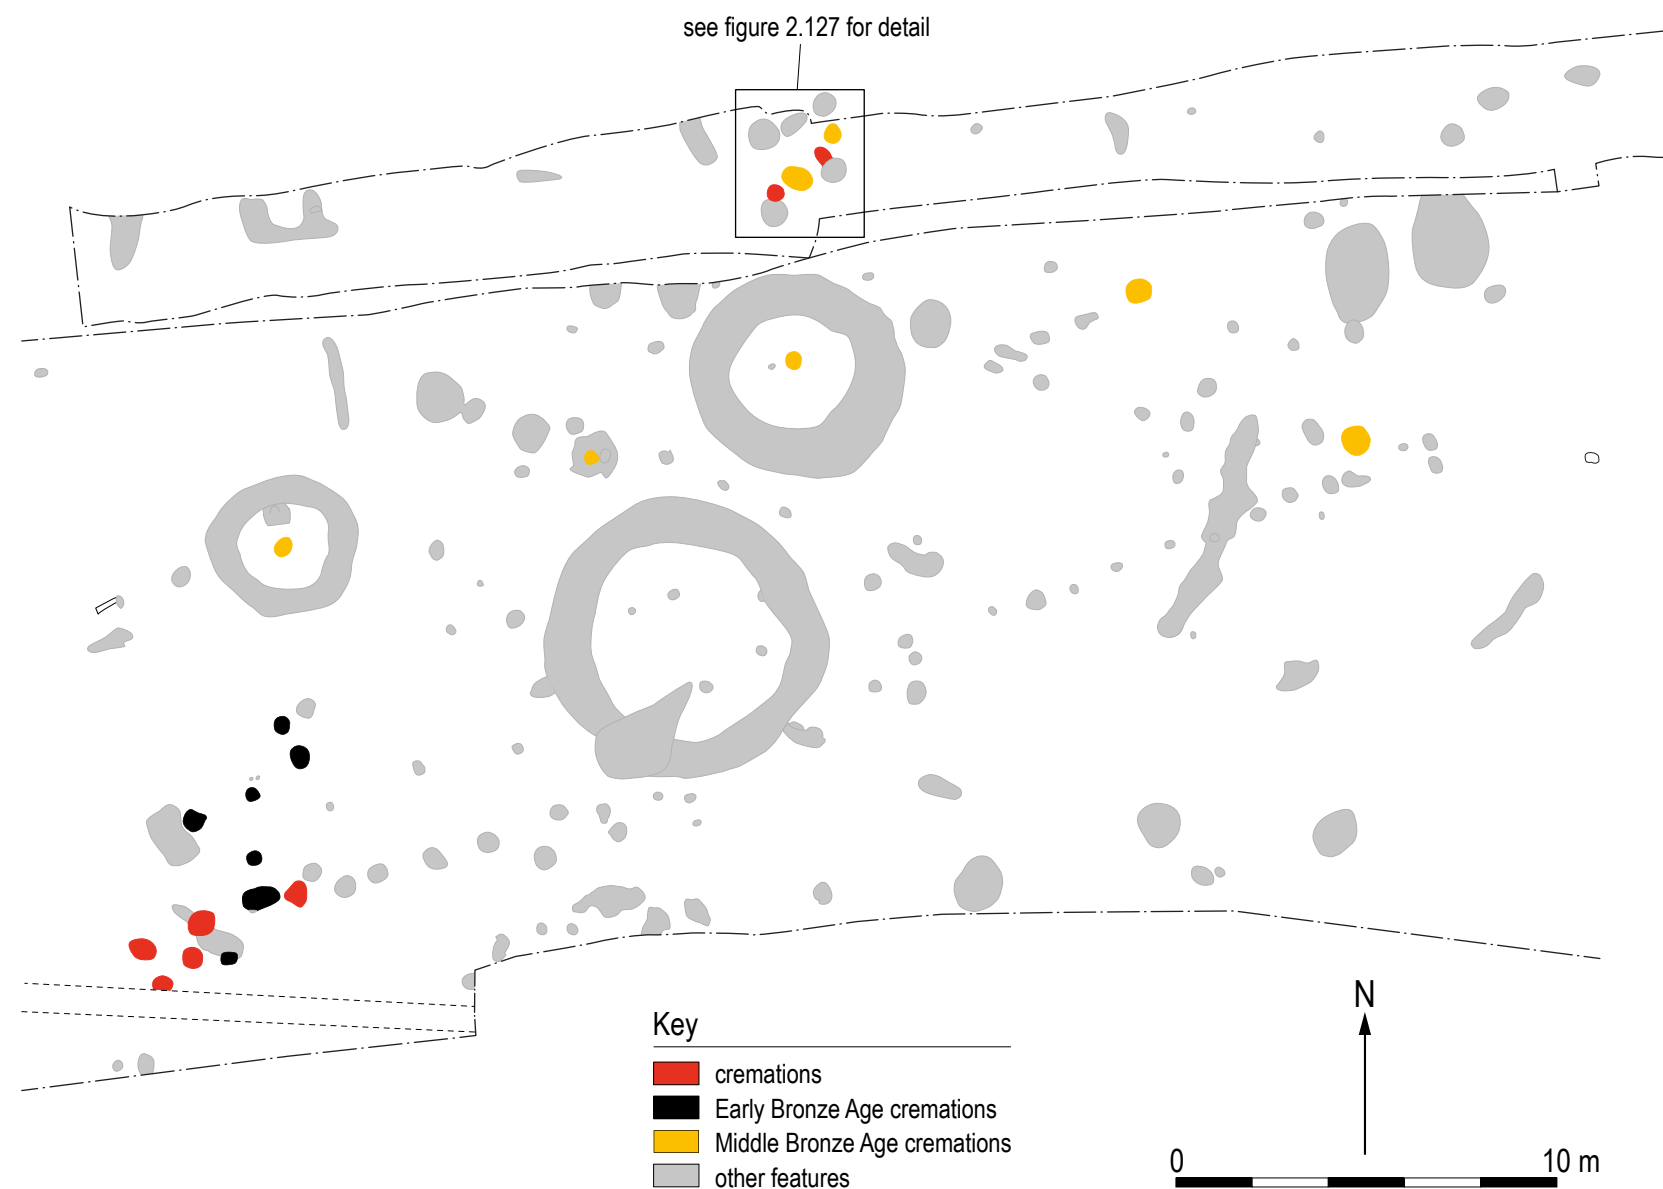 see figure 2.127 for detail
N
Key
cremations
Early Bronze Age cremations
Middle Bronze Age cremations
other features
0 10 m